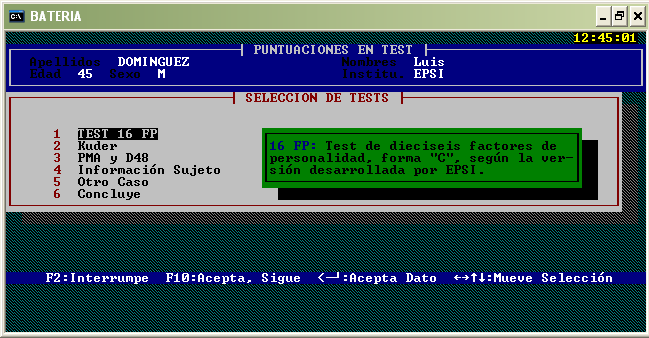 BATERIA
12:45:01
PUNTUACIONES EN TEST
Apellidos DOMINGUEZ Nombres Luis
Edad 45 Sexo M Institu. EPSI
SELECCION DE TESTS
1 TEST 16 FP
2 Kuder
3 PMA y D48
4 Información Sujeto
5 Otro Caso
6 Concluye
16 FP: Test de dieciseis factores de
personalidad, forma "C", según la ver-
sión desarrollada por EPSI.
F2:Interrumpe F10:Acepta, Sigue <─┘:Acepta Dato ↔↑↓:Mueve Selección